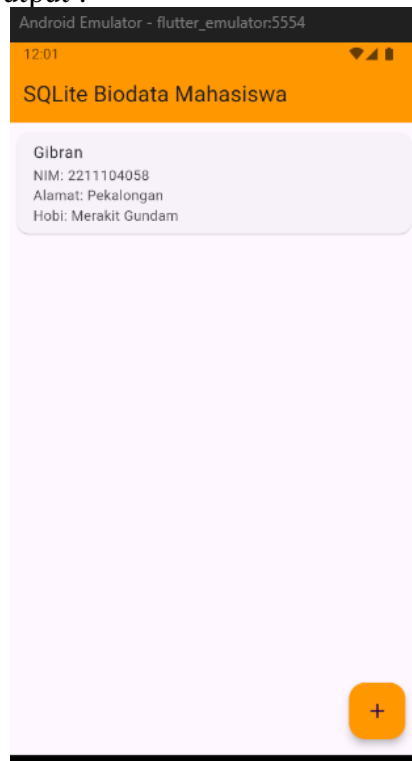 Android Emulator - flutter_emulator:5554
12:01
SQLite Biodata Mahasiswa
Gibran
NIM: 2211104058
Alamat: Pekalongan
Hobi: Merakit Gundam
+